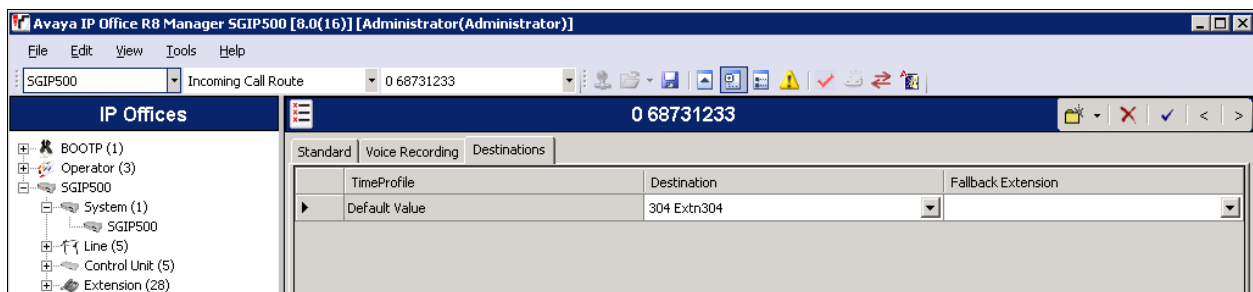 Avaya IP Office R8 Manager SGIP500 [8.0(16)] [Administrator(Administrator)]
File Edit View Tools Help
SGIP500 Incoming Call Route 0 68731233
IP Offices 0 68731233
BOOTP (1)
Operator (3)
SGIP500
System (1)
SGIP500
Line (5)
Control Unit (5)
Extension (28)
Standard Voice Recording Destinations
TimeProfile Destination Fallback Extension
Default Value 304 Extn304